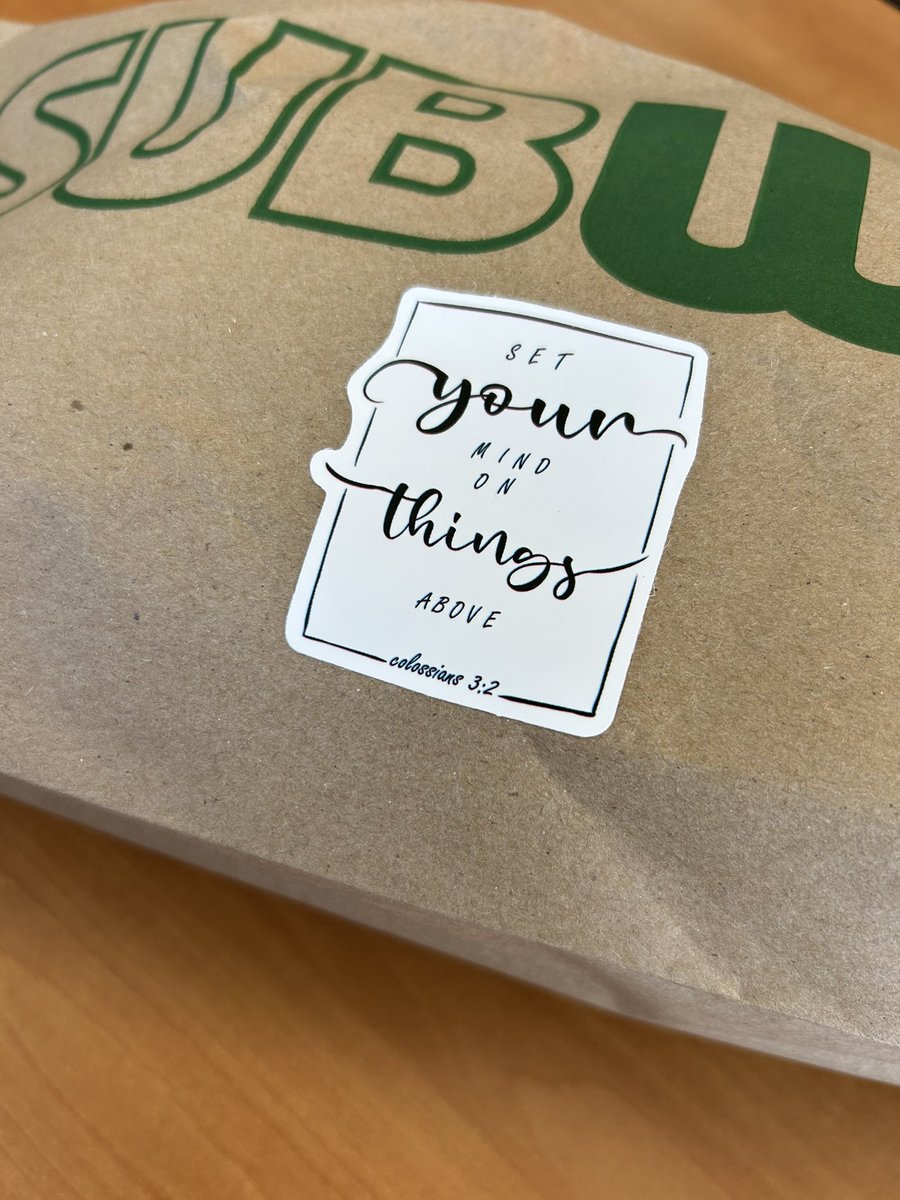 SUBW
SET
your
MIND
ON
things
ABOVE
colossians 3:2